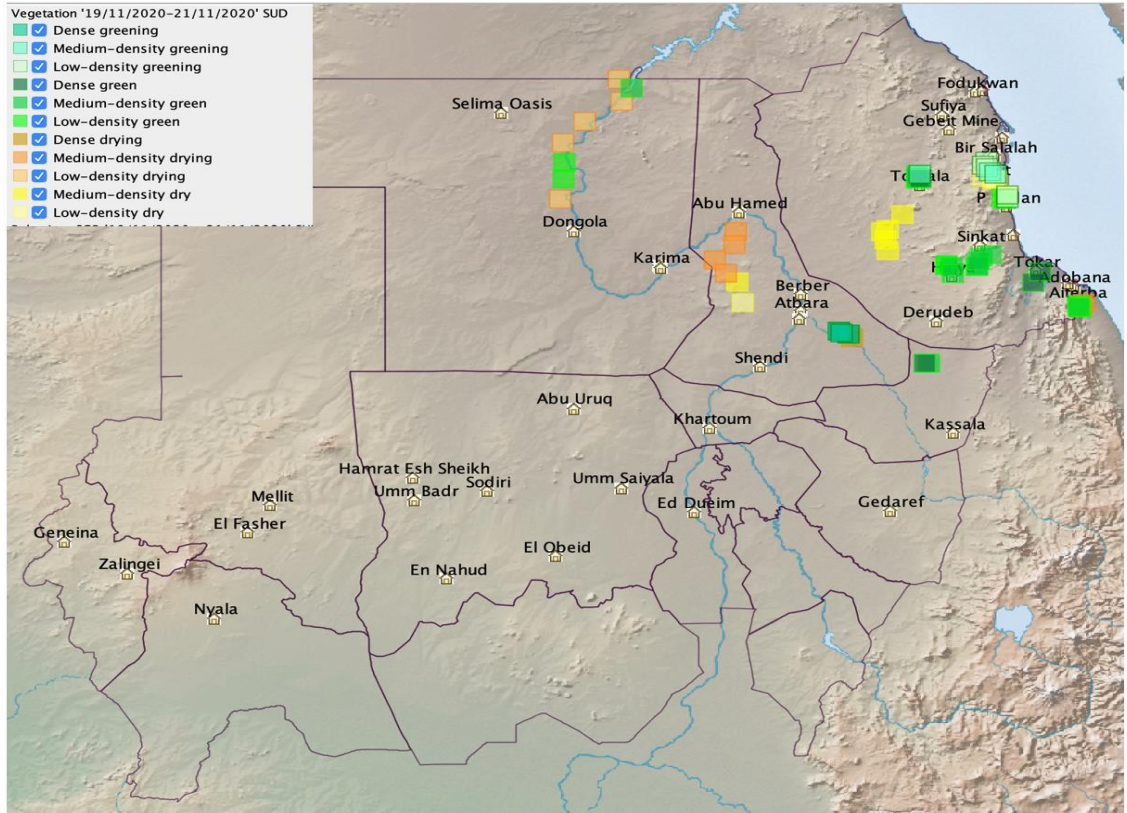 Vegetation '19/11/2020-21/11/2020' SUD
Dense greening
Medium-density greening
Low-density greening
Dense green
Medium-density green
Low-density green
Dense drying
Medium-density drying
Low-density drying
Medium-density dry
Low-density dry
Fodukwan
Selima Oasis
Sufiya
Gebeit Mine
Bir Salalah
Abu Hamed
Dongola
Sinkat
Karima
Tokar
Adobana
Berber
Aiterba
Atbara
Derudeb
Shendi
Abu Uruq
Khartoum
Kassala
Hamrat Esh Sheikh
Umm Saiyala
Sodiri
Umm Badr
Mellit
Ed Dueim
Gedaref
El Fasher
Geneina
El Obeid
Zalingei
En Nahud
Nyala